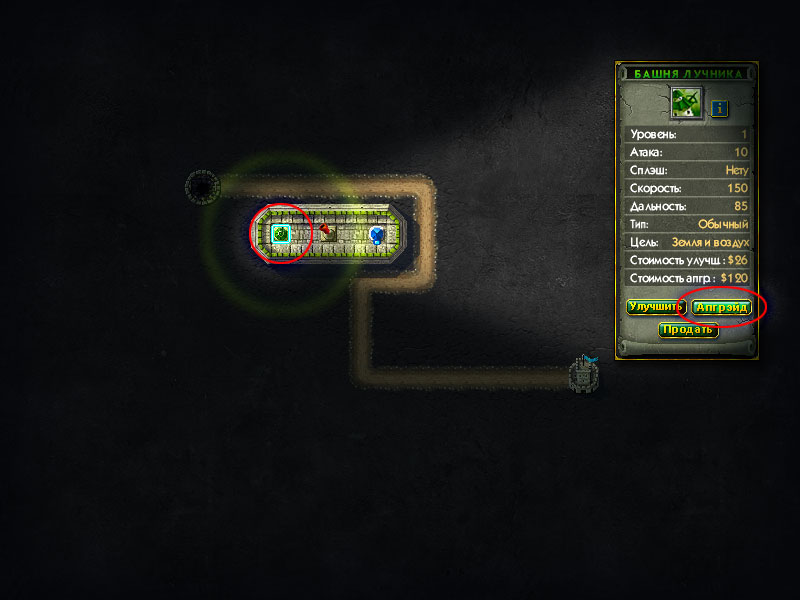 БАШНЯ ЛУЧНИКА
i
Уровень: 1
Атака: 10
Сплэш: Нету
Скорость: 150
Дальность: 85
Тип: Обычный
Цель: Земля и воздух
Стоимость улучш.: $26
Стоимость апгр.: $120
Улучшить Апгрэйд
Продать